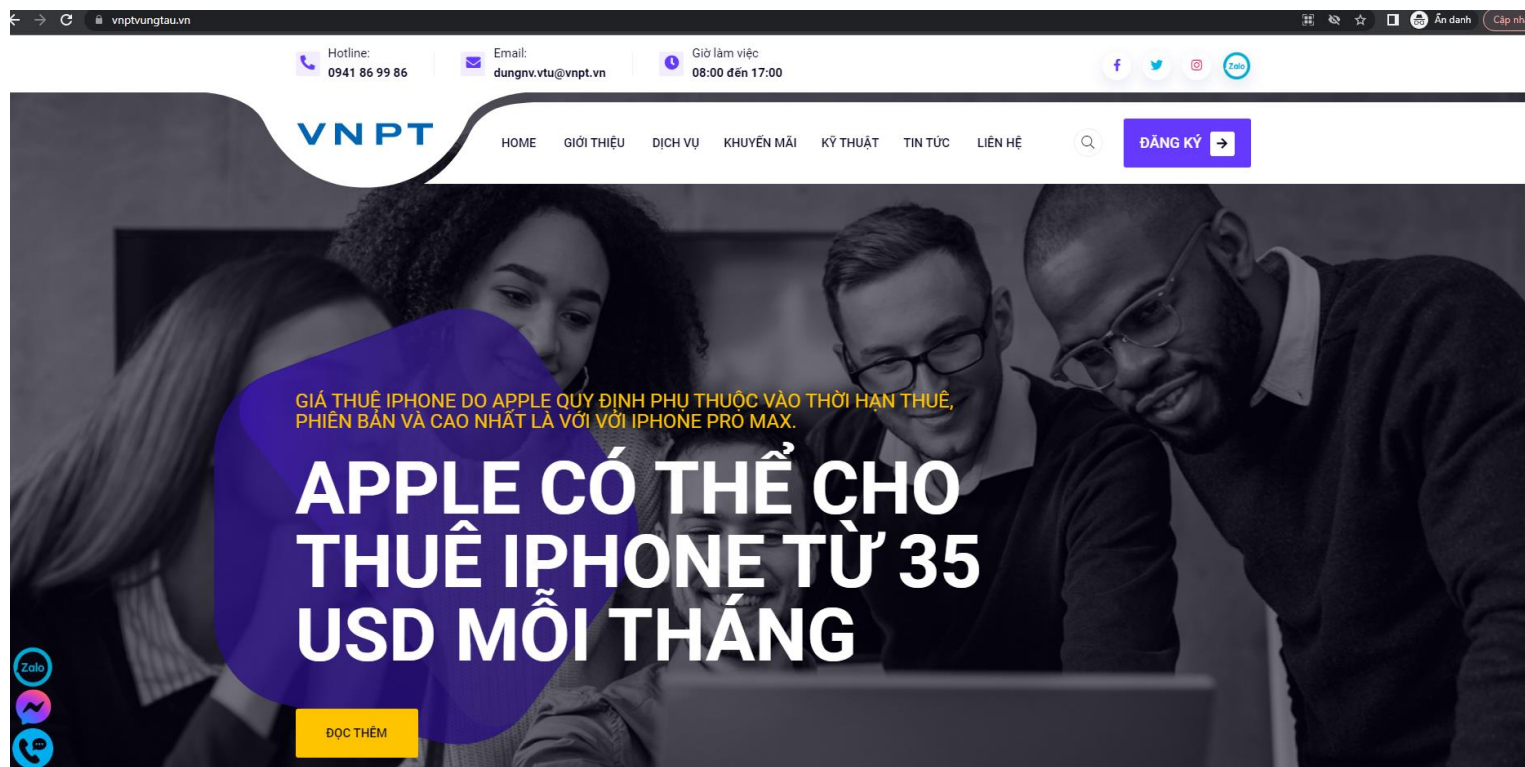 vnptvungtau.vn
Ẩn danh
Cập nh
Hotline:
0941 86 99 86
Email:
dungnv.vtu@vnpt.vn
Giờ làm việc
08:00 đến 17:00
Zalo
VNPT
HOME GIỚI THIỆU DỊCH VỤ KHUYẾN MÃI KỸ THUẬT TIN TỨC LIÊN HỆ
ĐĂNG KÝ
GIÁ THUÊ IPHONE DO APPLE QUY ĐỊNH PHỤ THUỘC VÀO THỜI HẠN THUÊ,
PHIÊN BẢN VÀ CAO NHẤT LÀ VỚI VỞI IPHONE PRO MAX.
APPLE CÓ THỂ CHO
THUÊ IPHONE TỪ 35
USD MỖI THÁNG
Zalo
ĐỌC THÊM